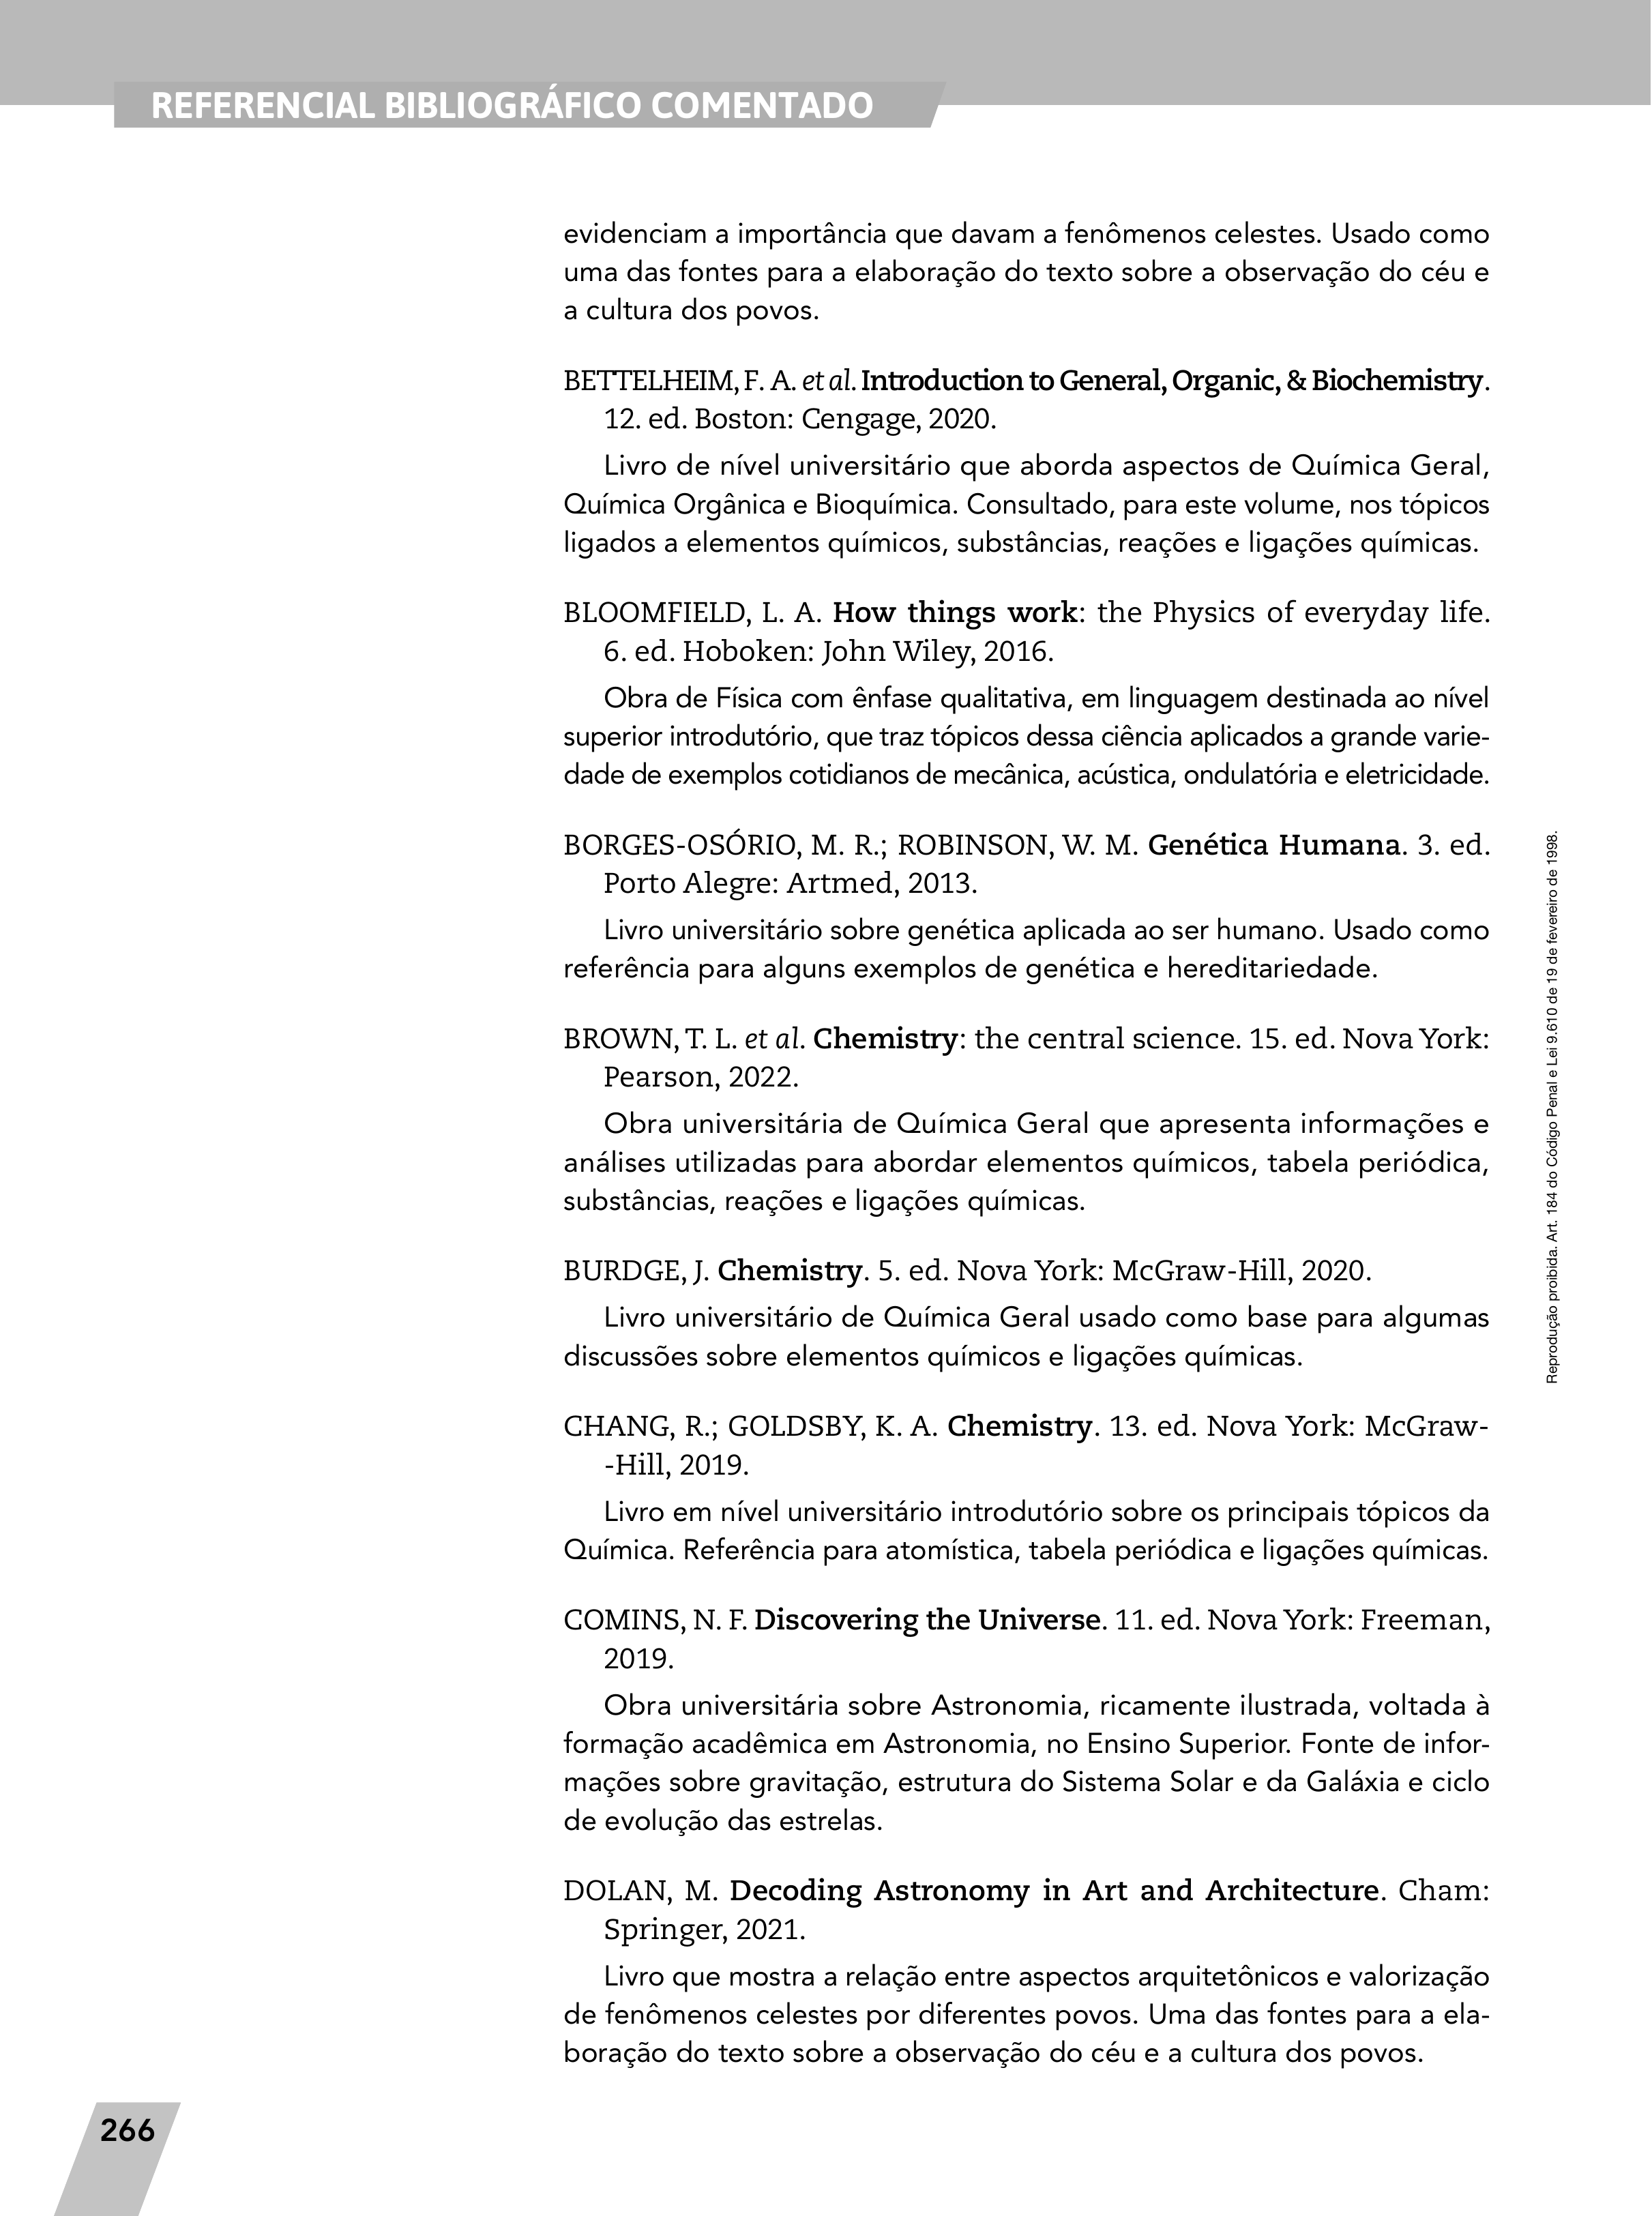 REFERENCIAL BIBLIOGRÁFICO COMENTADO
evidenciam a importância que davam a fenômenos celestes. Usado como
uma das fontes para a elaboração do texto sobre a observação do céu e
a cultura dos povos.
BETTELHEIM, F. A. et al. Introduction to General, Organic, & Biochemistry.
12. ed. Boston: Cengage, 2020.
Livro de nível universitário que aborda aspectos de Química Geral,
Química Orgânica e Bioquímica. Consultado, para este volume, nos tópicos
ligados a elementos químicos, substâncias, reações e ligações químicas.
BLOOMFIELD, L. A. How things work: the Physics of everyday life.
6. ed. Hoboken: John Wiley, 2016.
Obra de Física com ênfase qualitativa, em linguagem destinada ao nível
superior introdutório, que traz tópicos dessa ciência aplicados a grande varie-
dade de exemplos cotidianos de mecânica, acústica, ondulatória e eletricidade.
BORGES-OSÓRIO, M. R.; ROBINSON, W. M. Genética Humana. 3. ed.
Porto Alegre: Artmed, 2013.
Livro universitário sobre genética aplicada ao ser humano. Usado como
referência para alguns exemplos de genética e hereditariedade.
BROWN, T. L. et al. Chemistry: the central science. 15. ed. Nova York:
Pearson, 2022.
Obra universitária de Química Geral que apresenta informações e
análises utilizadas para abordar elementos químicos, tabela periódica,
substâncias, reações e ligações químicas.
BURDGE, J. Chemistry. 5. ed. Nova York: McGraw-Hill, 2020.
Livro universitário de Química Geral usado como base para algumas
discussões sobre elementos químicos e ligações químicas.
CHANG, R.; GOLDSBY, K. A. Chemistry. 13. ed. Nova York: McGraw-
-Hill, 2019.
Livro em nível universitário introdutório sobre os principais tópicos da
Química. Referência para atomística, tabela periódica e ligações químicas.
COMINS, N. F. Discovering the Universe. 11. ed. Nova York: Freeman,
2019.
Obra universitária sobre Astronomia, ricamente ilustrada, voltada à
formação acadêmica em Astronomia, no Ensino Superior. Fonte de infor-
mações sobre gravitação, estrutura do Sistema Solar e da Galáxia e ciclo
de evolução das estrelas.
DOLAN, M. Decoding Astronomy in Art and Architecture. Cham:
Springer, 2021.
Livro que mostra a relação entre aspectos arquitetônicos e valorização
de fenômenos celestes por diferentes povos. Uma das fontes para a ela-
boração do texto sobre a observação do céu e a cultura dos povos.
Reprodução proibida. Art. 184 do Código Penal e Lei 9.610 de 19 de fevereiro de 1998.
266